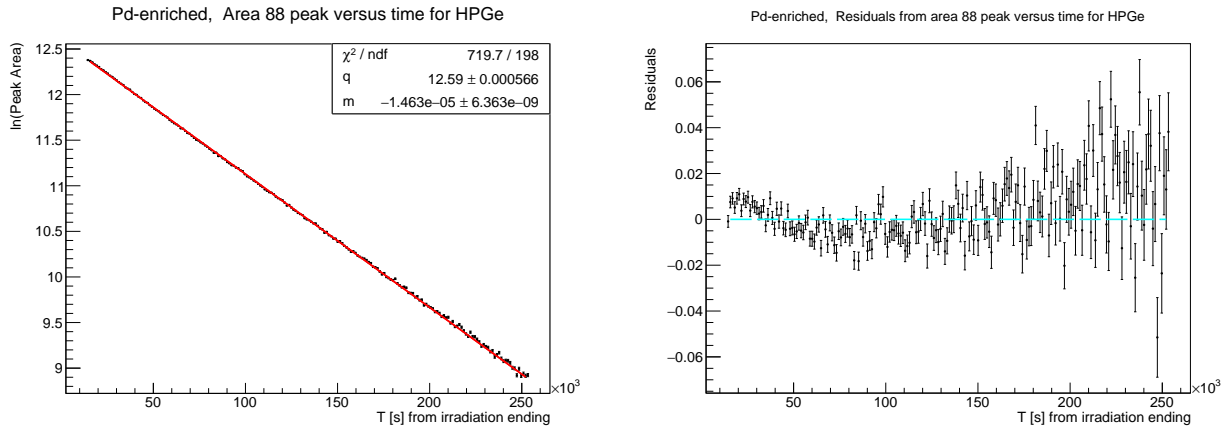 Pd-enriched, Area 88 peak versus time for HPGe
ln(Peak Area)
12.5
12
11.5
11
10.5
10
9.5
9
χ² / ndf 719.7 / 198
q 12.59 ± 0.000566
m −1.463e−05 ± 6.363e−09
50 100 150 200 250
×10³
T [s] from irradiation ending
Pd-enriched, Residuals from area 88 peak versus time for HPGe
Residuals
0.06
0.04
0.02
0
−0.02
−0.04
−0.06
50 100 150 200 250
×10³
T [s] from irradiation ending